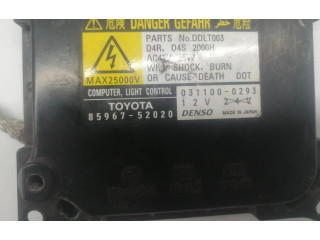 危険 DANGER GEFAHR 危险
PARTS No.DDLT003
D4R, D4S 2000H
WILL SHOCK, BURN
OR CAUSE DEATH DOT
MAX25000V
COMPUTER, LIGHT CONTROL
TOYOTA
85967-52020
031100-0293
12V
DENSO MADE IN JAPAN